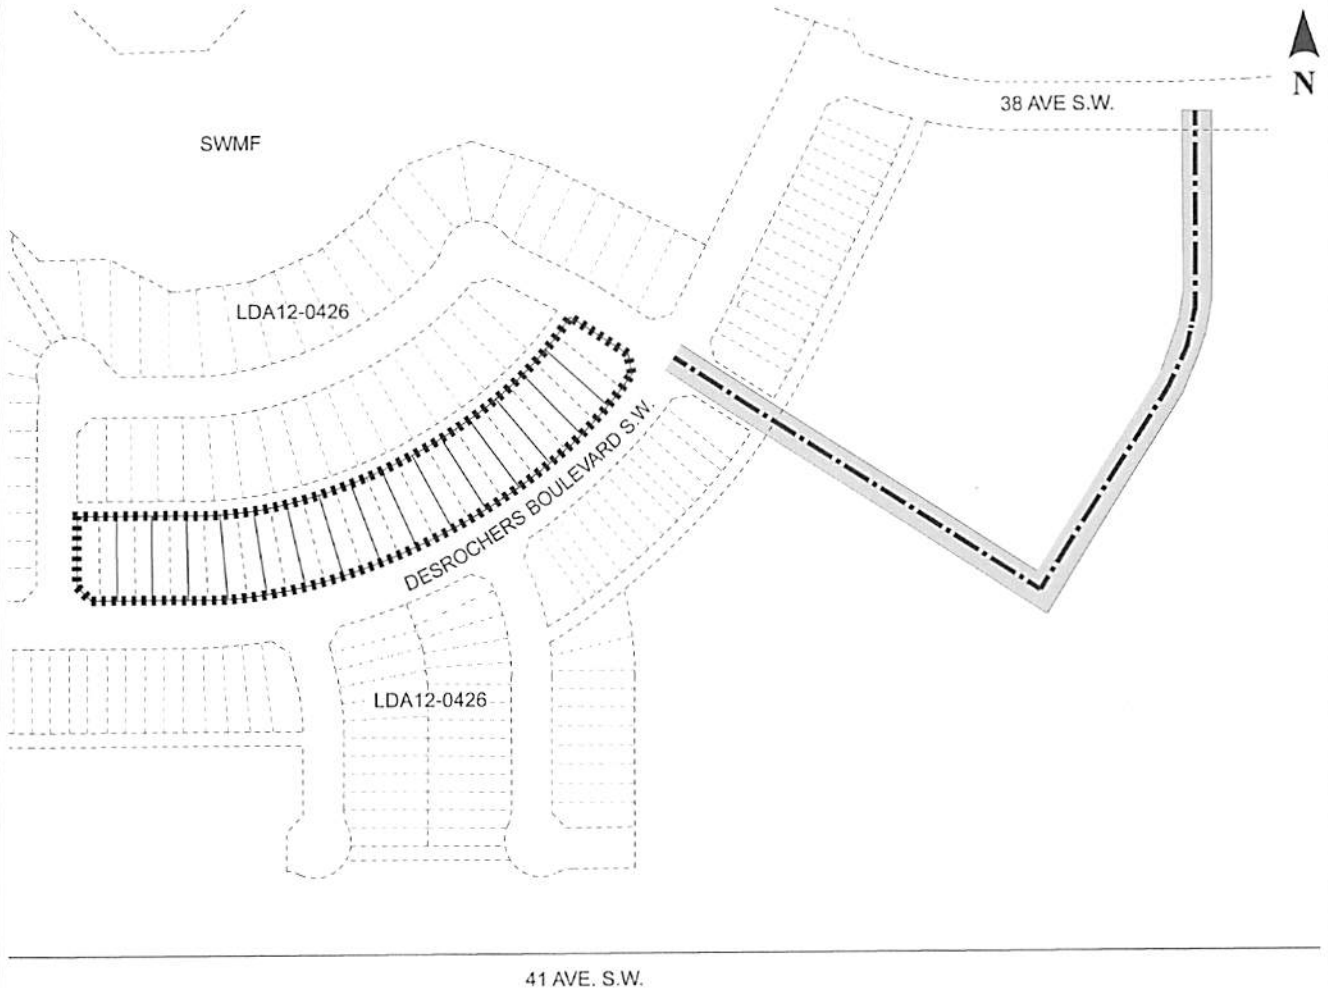 38 AVE S.W.
N
SWMF
LDA12-0426
DESROCHERS BOULEVARD S.W.
LDA12-0426
41 AVE. S.W.